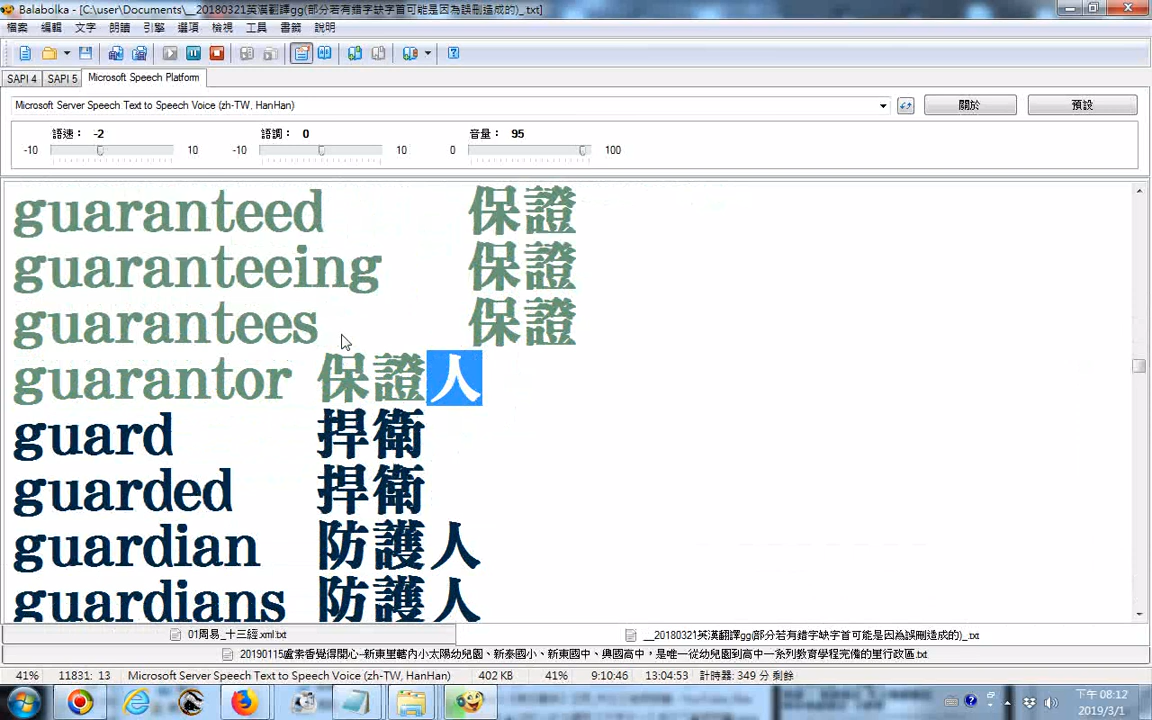 Balabolka - [C:\user\Documents\__20180321英漢翻譯gg(部分若有錯字缺字首可能是因為誤刪造成的)_.txt]
檔案 編輯 文字 朗讀 引擎 選項 檢視 工具 書籤 說明
SAPI 4 SAPI 5 Microsoft Speech Platform
Microsoft Server Speech Text to Speech Voice (zh-TW, HanHan) 關於 預設
語速： -2 語調： 0 音量： 95
-10 10 -10 10 0 100
guaranteed 保證
guaranteeing 保證
guarantees 保證
guarantor 保證人
guard 捍衛
guarded 捍衛
guardian 防護人
guardians 防護人
01周易_十三經.xml.txt __20180321英漢翻譯gg(部分若有錯字缺字首可能是因為誤刪造成的)_.txt
20190115盧素香覺得開心--新東里轄內小太陽幼兒園、新泰國小、新東國中、興國高中，是唯一從幼兒園到高中一系列教育學程完備的里行政區.txt
41% 11831: 13 Microsoft Server Speech Text to Speech Voice (zh-TW, HanHan) 402 KB 41% 9:10:46 13:04:53 計時器: 349 分 剩餘
下午 08:12
2019/3/1